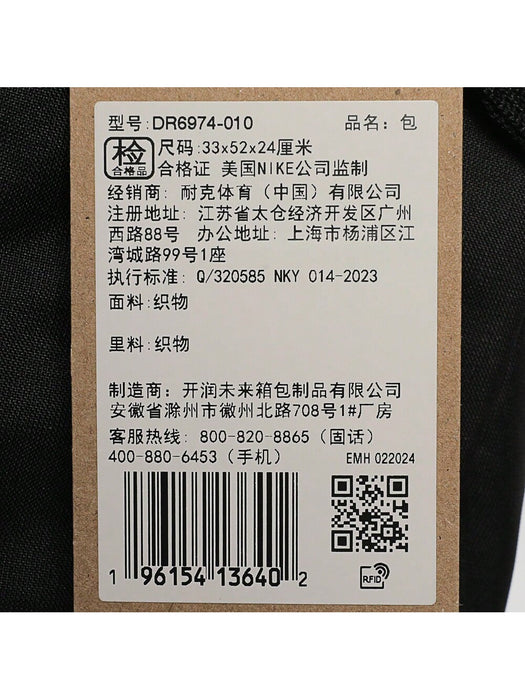 型号: DR6974-010 品名: 包
检 合格品 尺码: 33x52x24厘米
合格证 美国NIKE公司监制
经销商: 耐克体育（中国）有限公司
注册地址: 江苏省太仓经济开发区广州
西路88号 办公地址: 上海市杨浦区江
湾城路99号1座
执行标准: Q/320585 NKY 014-2023
面料: 织物
里料: 织物
制造商: 开润未来箱包制品有限公司
安徽省滁州市徽州北路708号1#厂房
客服热线: 800-820-8865（固话）
400-880-6453（手机） EMH 022024
1 96154 13640 2
RFID